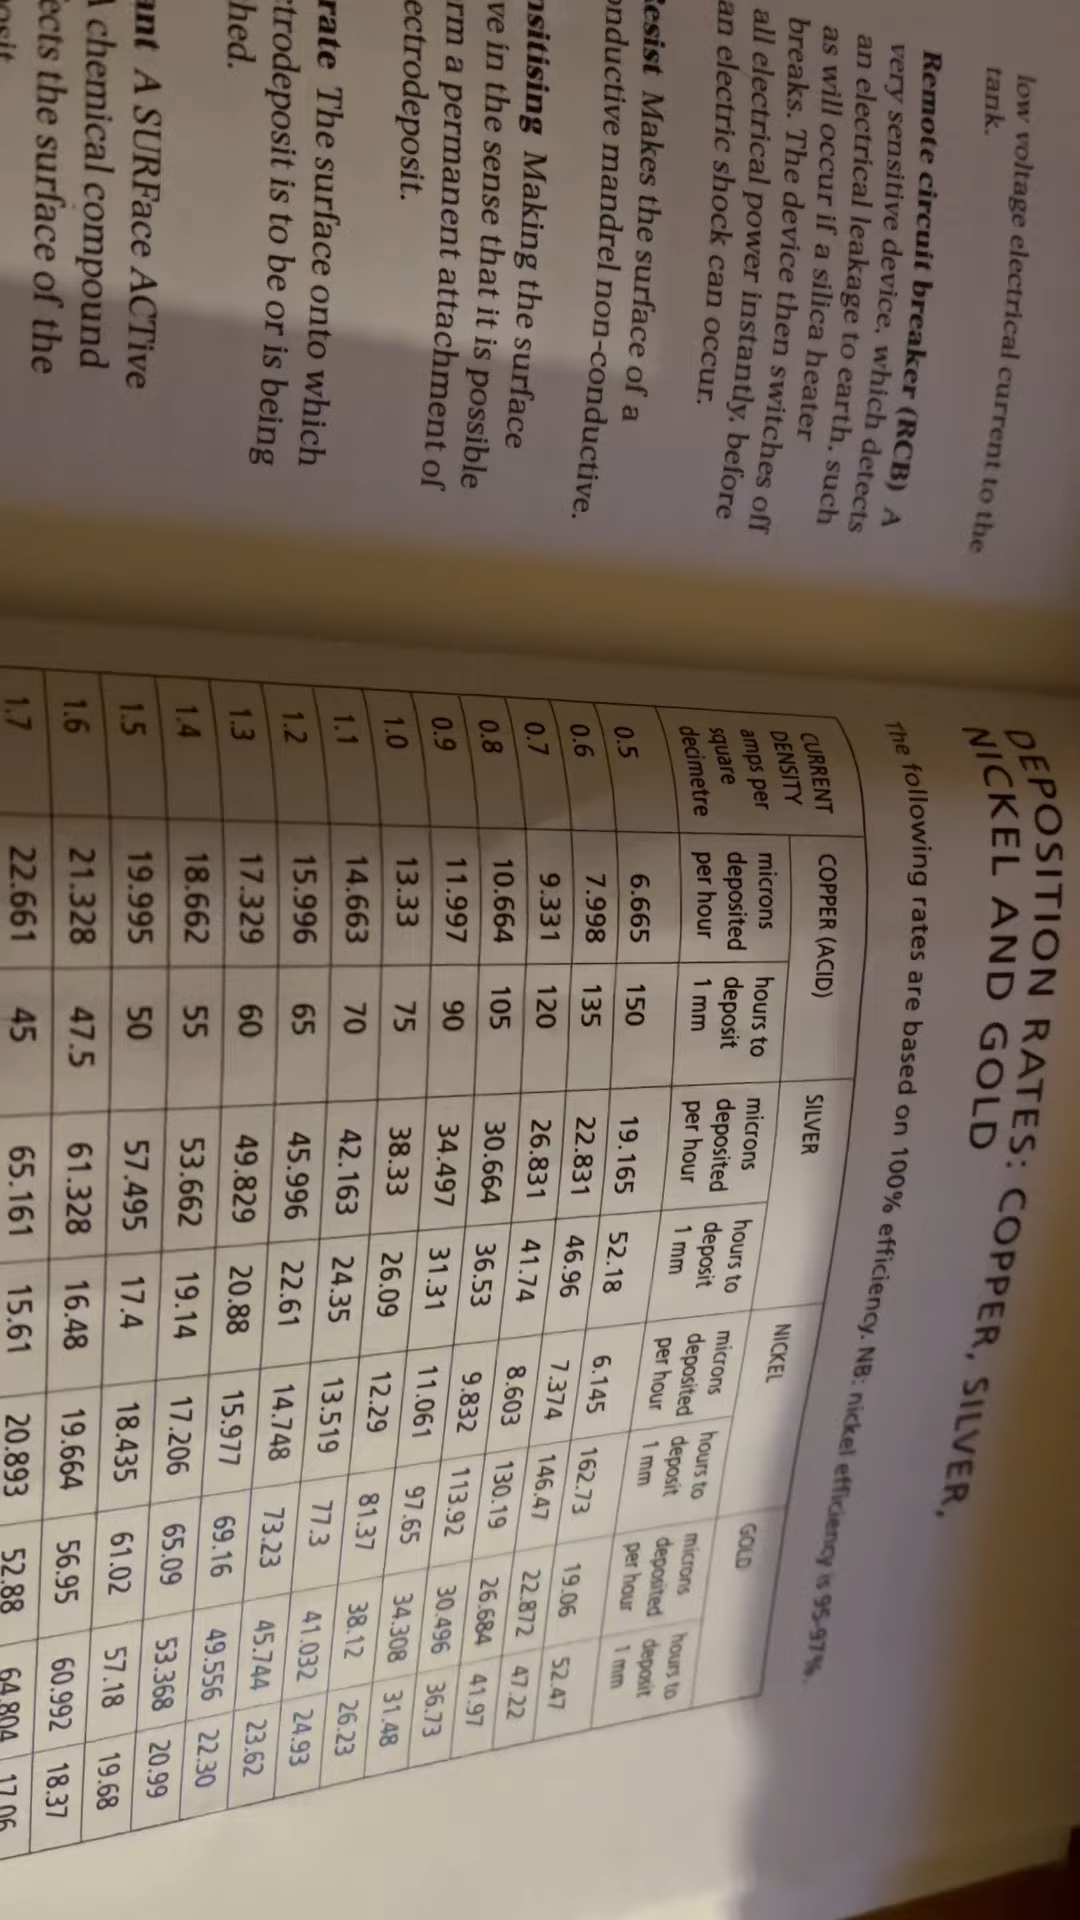 low voltage electrical current to the
tank.
Remote circuit breaker (RCB) A
very sensitive device, which detects
an electrical leakage to earth, such
as will occur if a silica heater
breaks. The device then switches off
all electrical power instantly, before
an electric shock can occur.
Resist Makes the surface of a
onductive mandrel non-conductive.
nsitising Making the surface
ve in the sense that it is possible
rm a permanent attachment of
ectrodeposit.
rate The surface onto which
trodeposit is to be or is being
hed.
ant A SURFace ACTive
A chemical compound
ects the surface of the
osit
DEPOSITION RATES: COPPER, SILVER,
NICKEL AND GOLD
The following rates are based on 100% efficiency. NB: nickel efficiency is 95-97%.
CURRENT DENSITY amps per square decimetre COPPER (ACID) SILVER NICKEL GOLD
microns deposited per hour hours to deposit 1 mm microns deposited per hour hours to deposit 1 mm microns deposited per hour hours to deposit 1 mm microns deposited per hour hours to deposit 1 mm
0.5 6.665 150 19.165 52.18 6.145 162.73 19.06 52.47
0.6 7.998 135 22.831 46.96 7.374 146.47 22.872 47.22
0.7 9.331 120 26.831 41.74 8.603 130.19 26.684 41.97
0.8 10.664 105 30.664 36.53 9.832 113.92 30.496 36.73
0.9 11.997 90 34.497 31.31 11.061 97.65 34.308 31.48
1.0 13.33 75 38.33 26.09 12.29 81.37 38.12 26.23
1.1 14.663 70 42.163 24.35 13.519 77.3 41.032 24.93
1.2 15.996 65 45.996 22.61 14.748 73.23 45.744 23.62
1.3 17.329 60 49.829 20.88 15.977 69.16 49.556 22.30
1.4 18.662 55 53.662 19.14 17.206 65.09 53.368 20.99
1.5 19.995 50 57.495 17.4 18.435 61.02 57.18 19.68
1.6 21.328 47.5 61.328 16.48 19.664 56.95 60.992 18.37
1.7 22.661 45 65.161 15.61 20.893 52.88 64.804 17.06